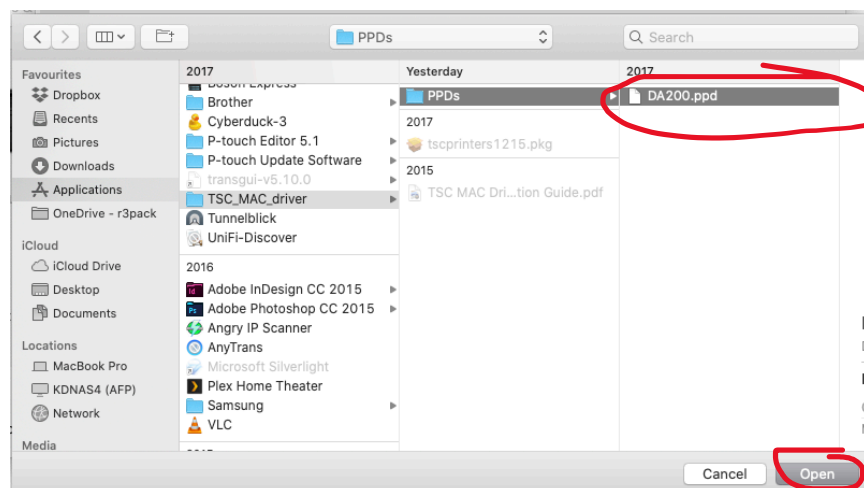 PPDs
Search
Favourites
Dropbox
Recents
Pictures
Downloads
Applications
OneDrive - r3pack
iCloud
iCloud Drive
Desktop
Documents
Locations
MacBook Pro
KDNAS4 (AFP)
Network
Media
2017
Brother
Cyberduck-3
P-touch Editor 5.1
P-touch Update Software
transgui-v5.10.0
TSC_MAC_driver
Tunnelblick
UniFi-Discover
2016
Adobe InDesign CC 2015
Adobe Photoshop CC 2015
Angry IP Scanner
AnyTrans
Microsoft Silverlight
Plex Home Theater
Samsung
VLC
Yesterday
PPDs
2017
tscprinters1215.pkg
2015
TSC MAC Dri...tion Guide.pdf
2017
DA200.ppd
Cancel
Open